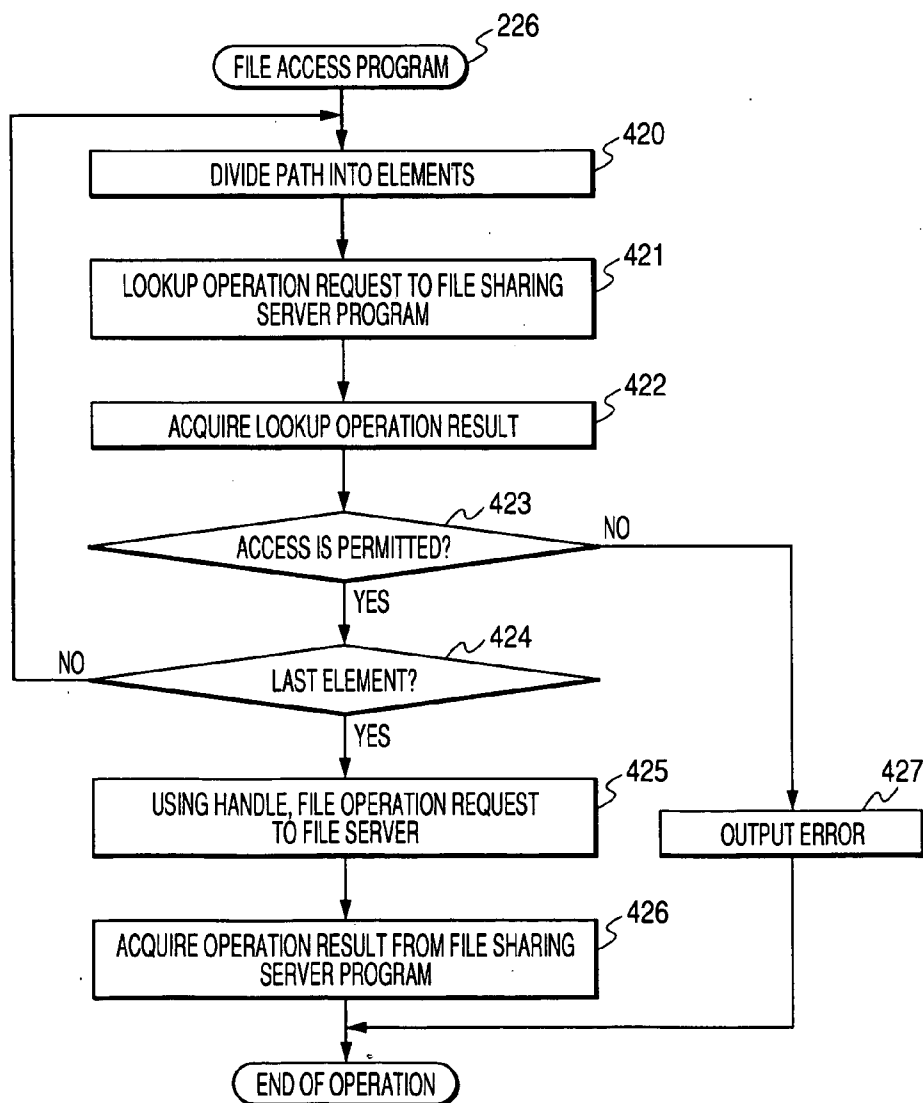 226
FILE ACCESS PROGRAM
420
DIVIDE PATH INTO ELEMENTS
421
LOOKUP OPERATION REQUEST TO FILE SHARING
SERVER PROGRAM
422
ACQUIRE LOOKUP OPERATION RESULT
423
ACCESS IS PERMITTED?
NO
YES
424
NO
LAST ELEMENT?
YES
425
USING HANDLE, FILE OPERATION REQUEST
TO FILE SERVER
427
OUTPUT ERROR
426
ACQUIRE OPERATION RESULT FROM FILE SHARING
SERVER PROGRAM
END OF OPERATION